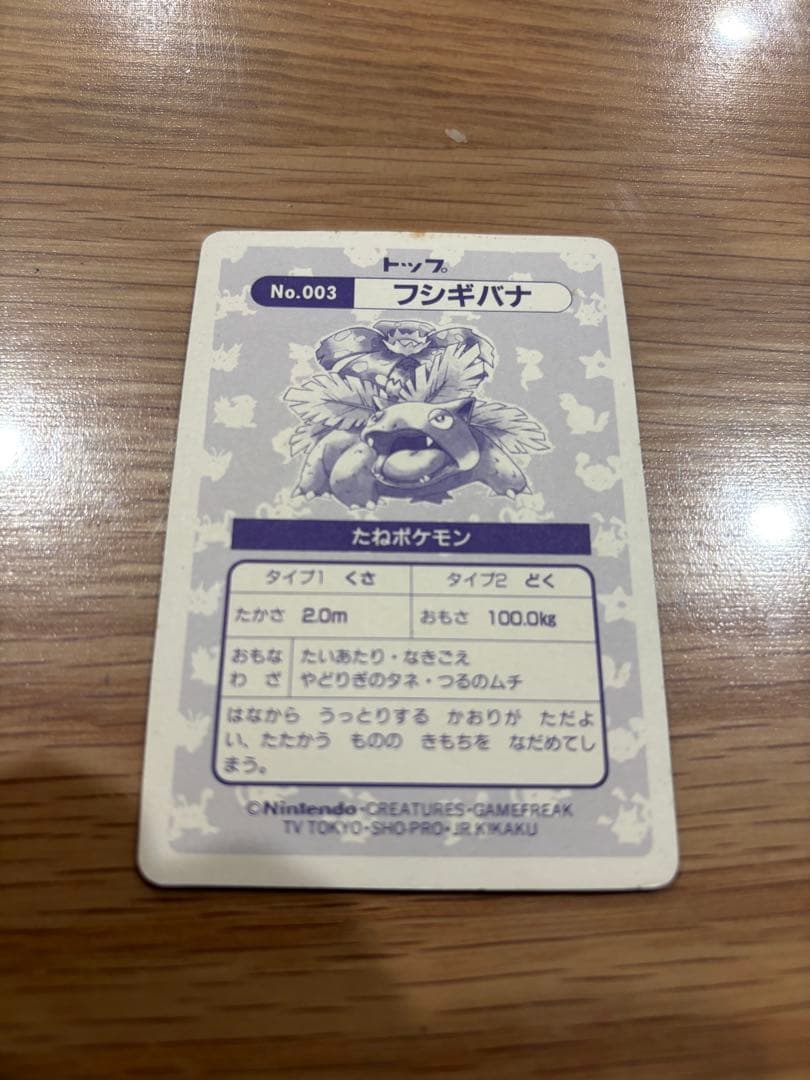 トップ。
No.003 フシギバナ
たねポケモン
タイプ1 くさ タイプ2 どく
たかさ 2.0m おもさ 100.0kg
おもな たいあたり・なきごえ
わ ざ やどりぎのタネ・つるのムチ
はなから うっとりする かおりが ただよ
い、たたかう ものの きもちを なだめてし
まう。
©Nintendo・CREATURES・GAMEFREAK
TV TOKYO・SHO-PRO・JR.KIKAKU